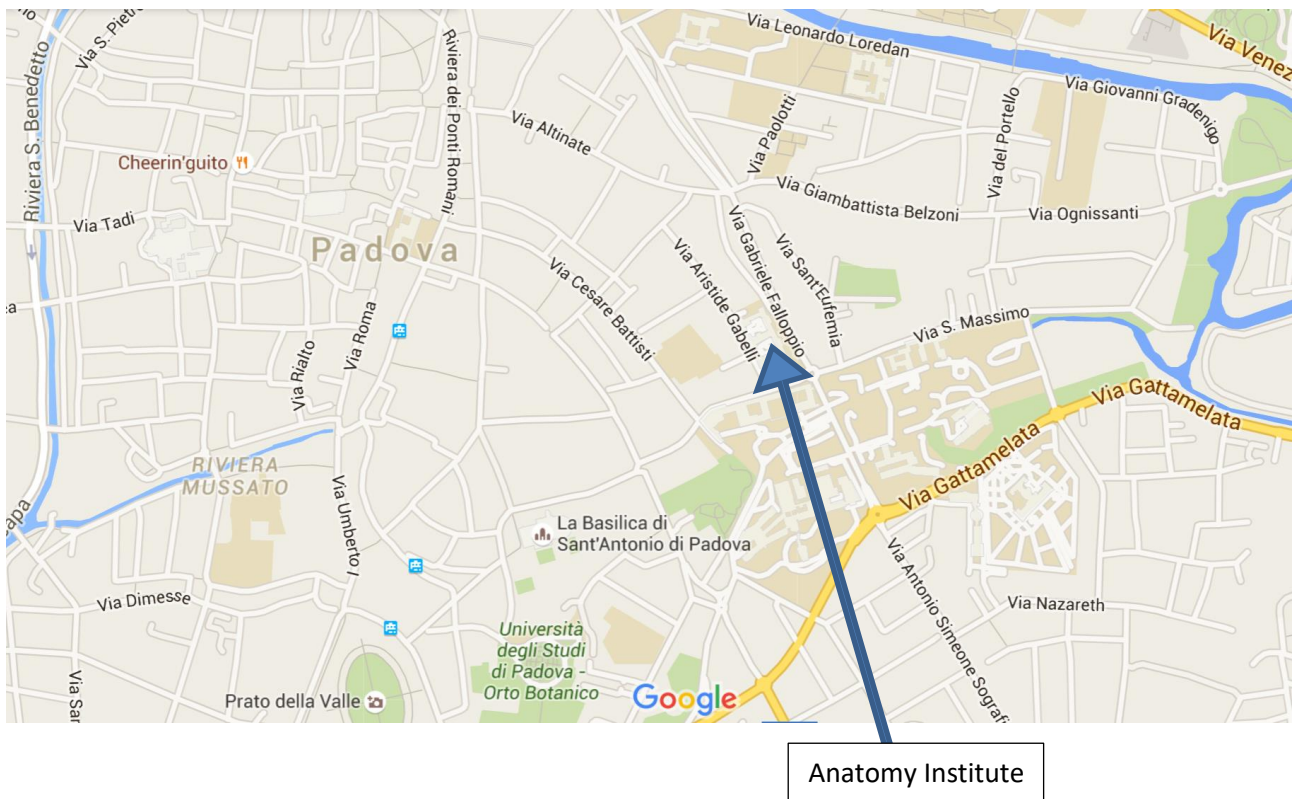 Riviera S. Benedetto
Via S. Pietro
Riviera dei Ponti Romani
Via Leonardo Loredan
Via Giovanni Gradenigo
Via Altinate
Via Paolotti
Via del Portello
Cheerin'guito
Via Tadi
Padova
Via Giambattista Belzoni
Via Ognissanti
Via Gabriele Falloppio
Via Sant'Eufemia
Via Aristide Gabelli
Via Cesare Battisti
Via S. Massimo
Via Roma
Via Rialto
Via Gattamelata
Via Gattamelata
RIVIERA
MUSSATO
Via Umberto I
La Basilica di
Sant'Antonio di Padova
Via Antonio Simeone Sografi
Via Nazareth
Via Dimesse
Università
degli Studi
di Padova -
Orto Botanico
Prato della Valle
Google
Anatomy Institute